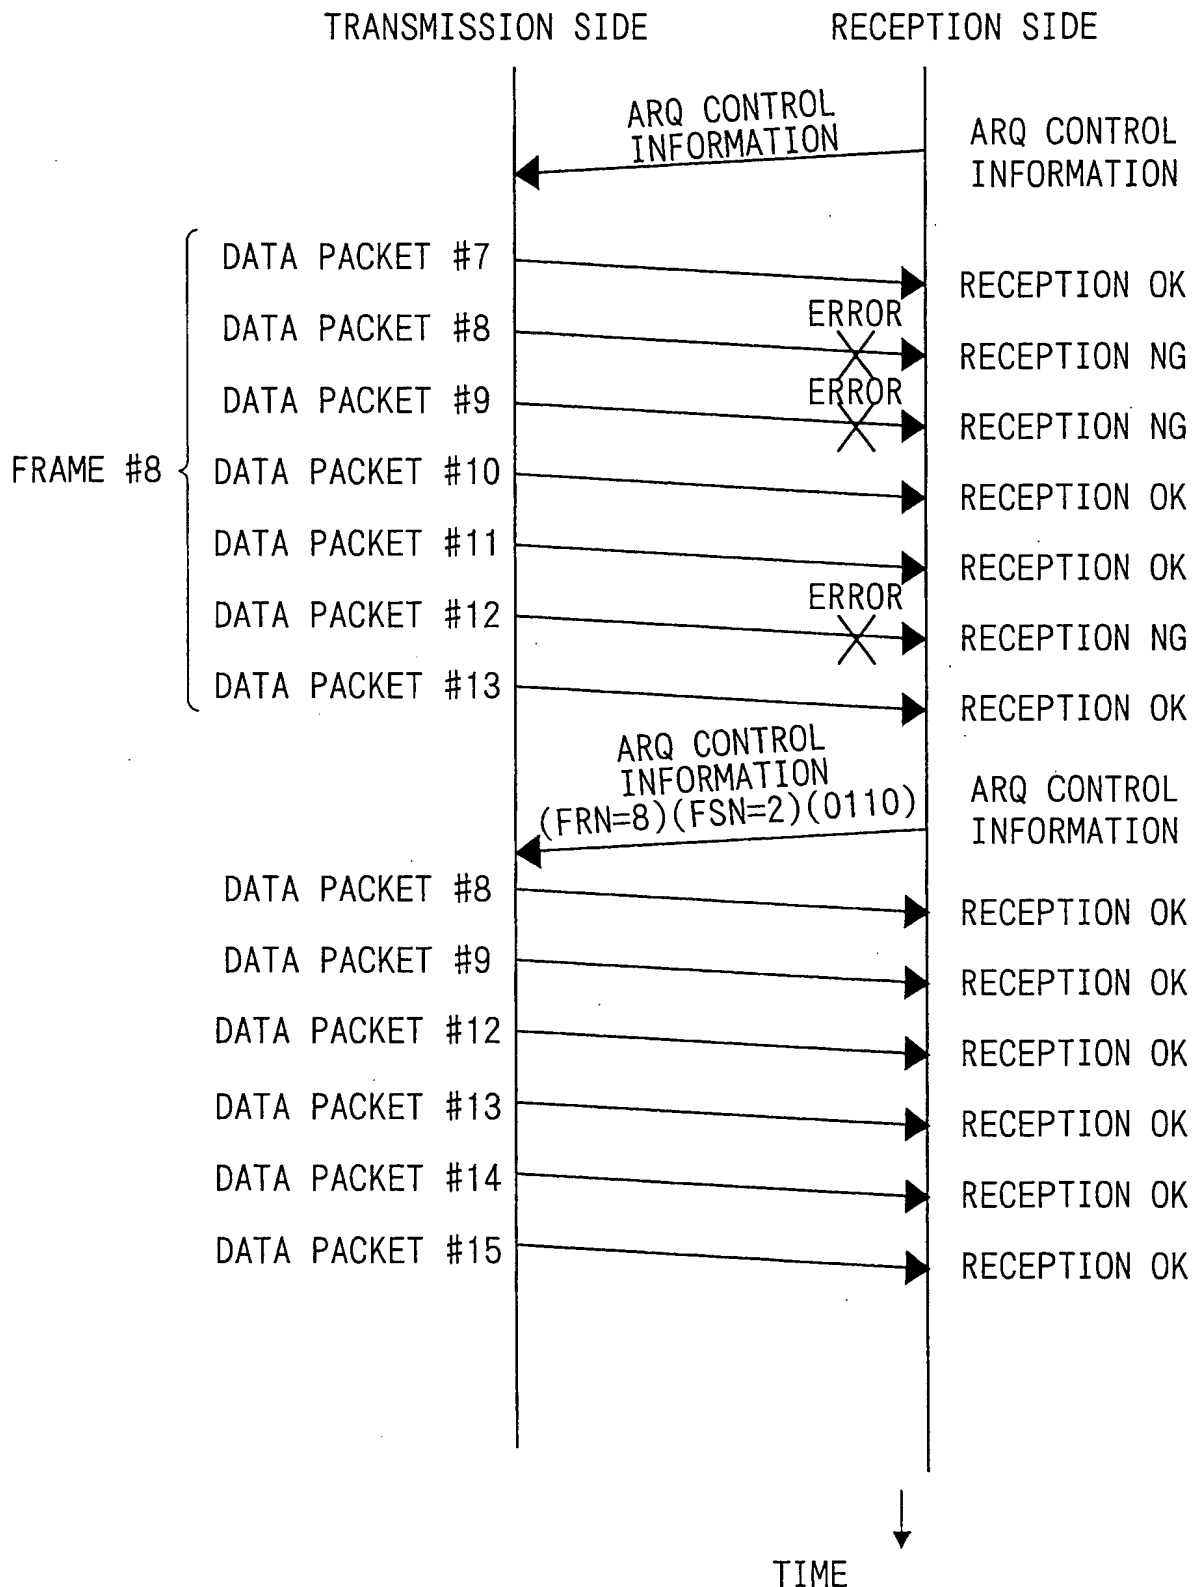 TRANSMISSION SIDE
RECEPTION SIDE
ARQ CONTROL
INFORMATION
ARQ CONTROL
INFORMATION
DATA PACKET #7
RECEPTION OK
ERROR
DATA PACKET #8
RECEPTION NG
ERROR
DATA PACKET #9
RECEPTION NG
FRAME #8
DATA PACKET #10
RECEPTION OK
DATA PACKET #11
RECEPTION OK
ERROR
DATA PACKET #12
RECEPTION NG
DATA PACKET #13
RECEPTION OK
ARQ CONTROL
INFORMATION
(FRN=8)(FSN=2)(0110)
ARQ CONTROL
INFORMATION
DATA PACKET #8
RECEPTION OK
DATA PACKET #9
RECEPTION OK
DATA PACKET #12
RECEPTION OK
DATA PACKET #13
RECEPTION OK
DATA PACKET #14
RECEPTION OK
DATA PACKET #15
RECEPTION OK
TIME